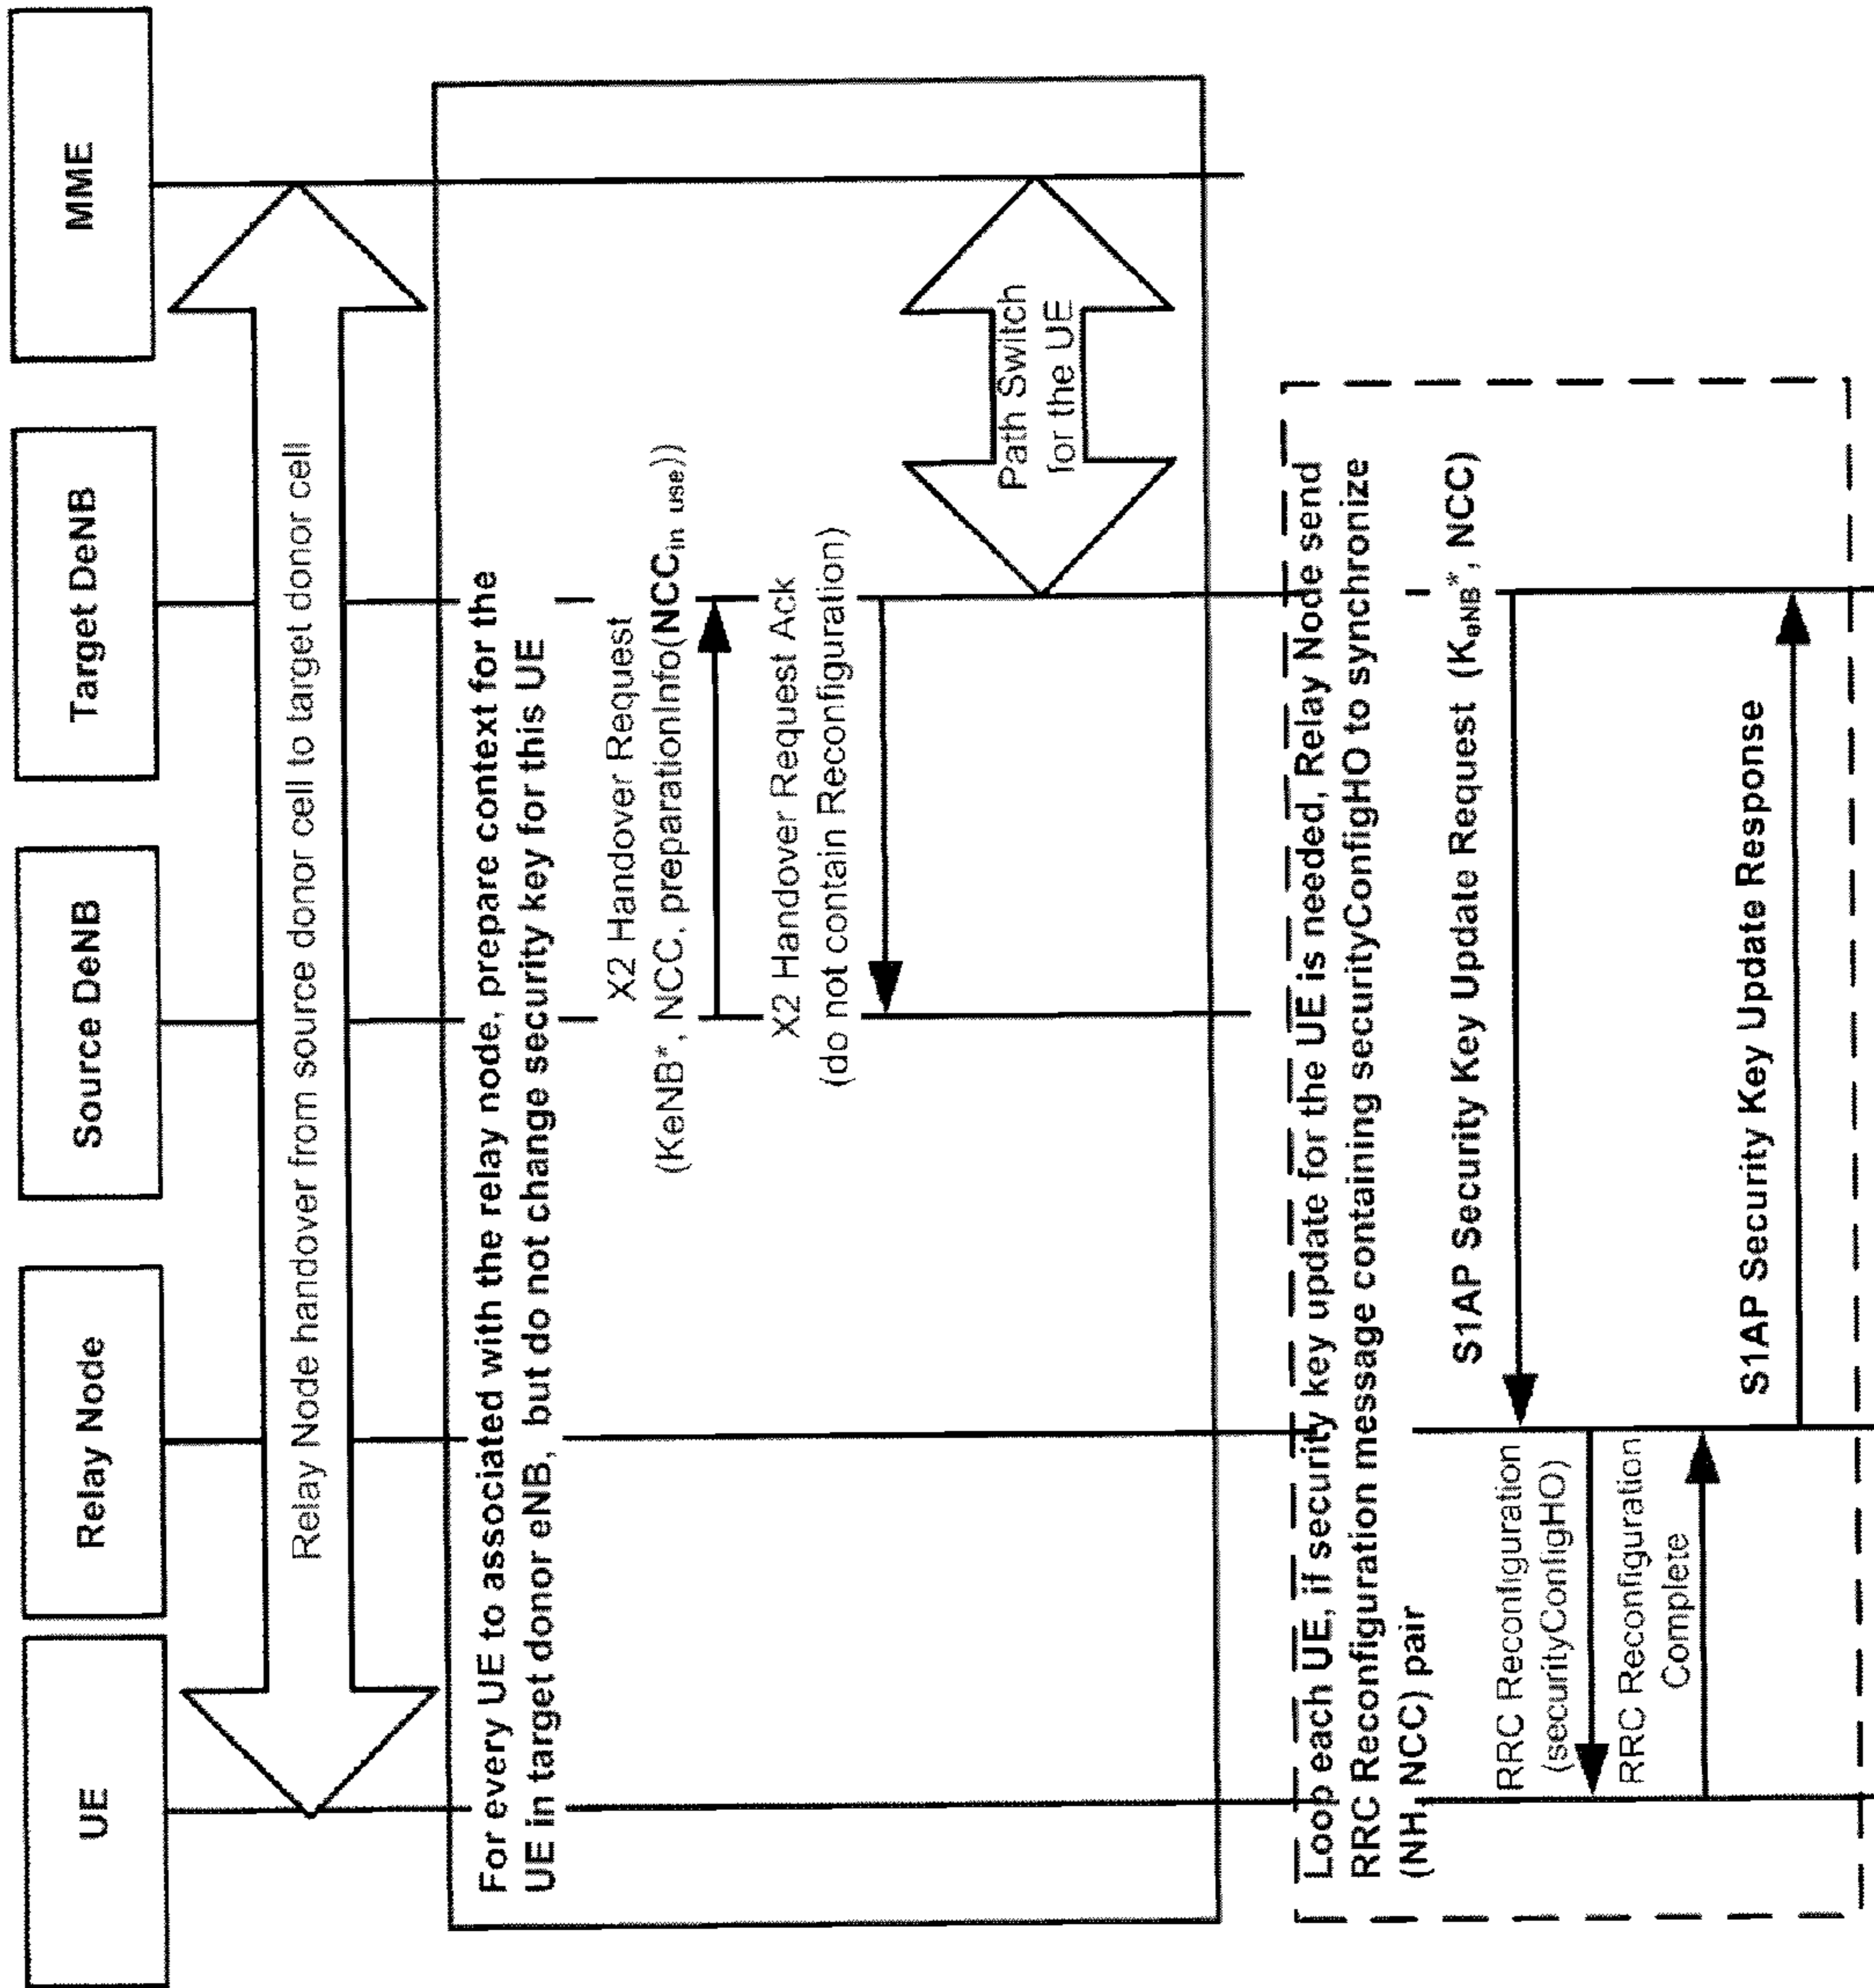 UE
Relay Node
Source DeNB
Target DeNB
MME
Relay Node handover from source donor cell to target donor cell
For every UE to associated with the relay node, prepare context for the
UE in target donor eNB, but do not change security key for this UE
X2 Handover Request
(KeNB*, NCC, preparationInfo(NCCin use))
X2 Handover Request Ack
(do not contain Reconfiguration)
Path Switch
for the UE
Loop each UE, if security key update for the UE is needed, Relay Node send
RRC Reconfiguration message containing securityConfigHO to synchronize
(NH, NCC) pair
S1AP Security Key Update Request (KeNB*, NCC)
RRC Reconfiguration
(securityConfigHO)
RRC Reconfiguration
Complete
S1AP Security Key Update Response